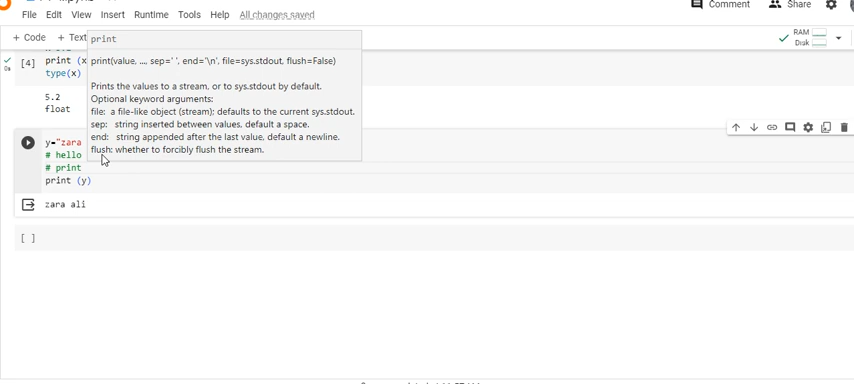 File Edit View Insert Runtime Tools Help All changes saved
Comment Share
+ Code + Text
RAM
Disk
print
print(value, ..., sep=' ', end='\n', file=sys.stdout, flush=False)
Prints the values to a stream, or to sys.stdout by default.
Optional keyword arguments:
file: a file-like object (stream); defaults to the current sys.stdout.
sep: string inserted between values, default a space.
end: string appended after the last value, default a newline.
flush: whether to forcibly flush the stream.
[4] print (x
type(x)
5.2
float
y="zara
# hello
# print
print (y)
zara ali
[ ]